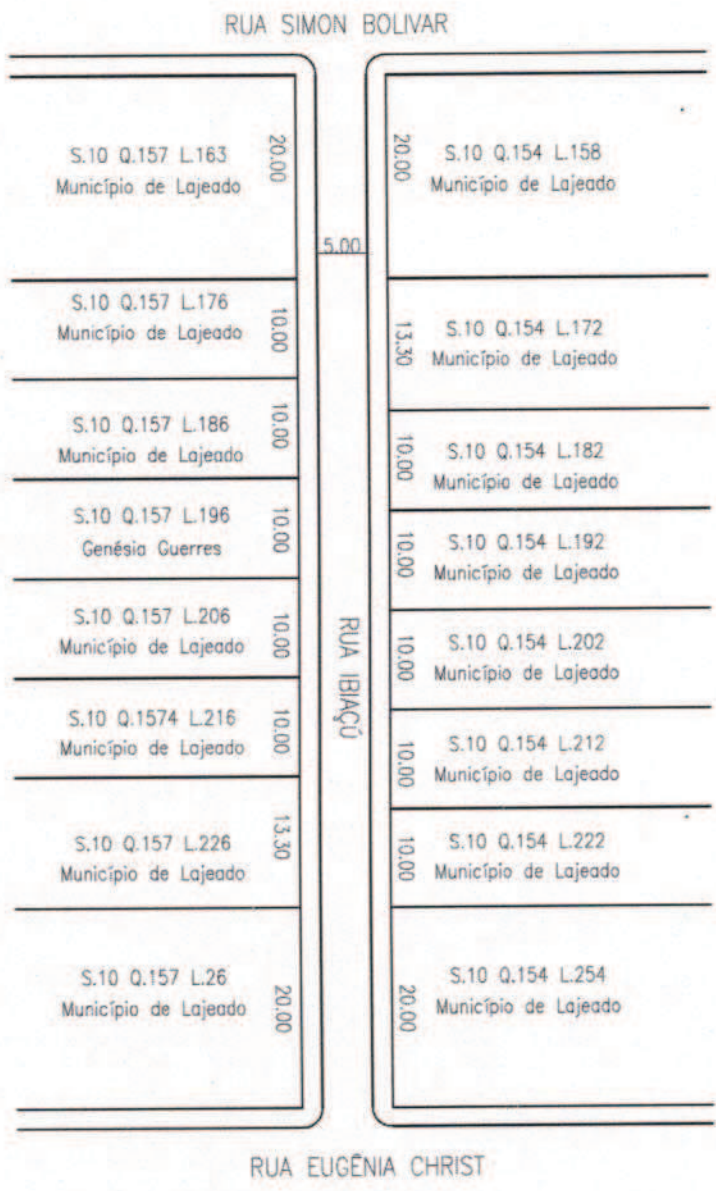 RUA SIMON BOLIVAR
S.10 Q.157 L.163
Município de Lajeado
20.00
S.10 Q.157 L.176
Município de Lajeado
10.00
S.10 Q.157 L.186
Município de Lajeado
10.00
S.10 Q.157 L.196
Genésia Guerres
10.00
S.10 Q.157 L.206
Município de Lajeado
10.00
S.10 Q.1574 L.216
Município de Lajeado
10.00
S.10 Q.157 L.226
Município de Lajeado
13.30
S.10 Q.157 L.26
Município de Lajeado
20.00
5.00
RUA IBIAÇÚ
20.00
S.10 Q.154 L.158
Município de Lajeado
13.30
S.10 Q.154 L.172
Município de Lajeado
10.00
S.10 Q.154 L.182
Município de Lajeado
10.00
S.10 Q.154 L.192
Município de Lajeado
10.00
S.10 Q.154 L.202
Município de Lajeado
10.00
S.10 Q.154 L.212
Município de Lajeado
10.00
S.10 Q.154 L.222
Município de Lajeado
20.00
S.10 Q.154 L.254
Município de Lajeado
RUA EUGÊNIA CHRIST